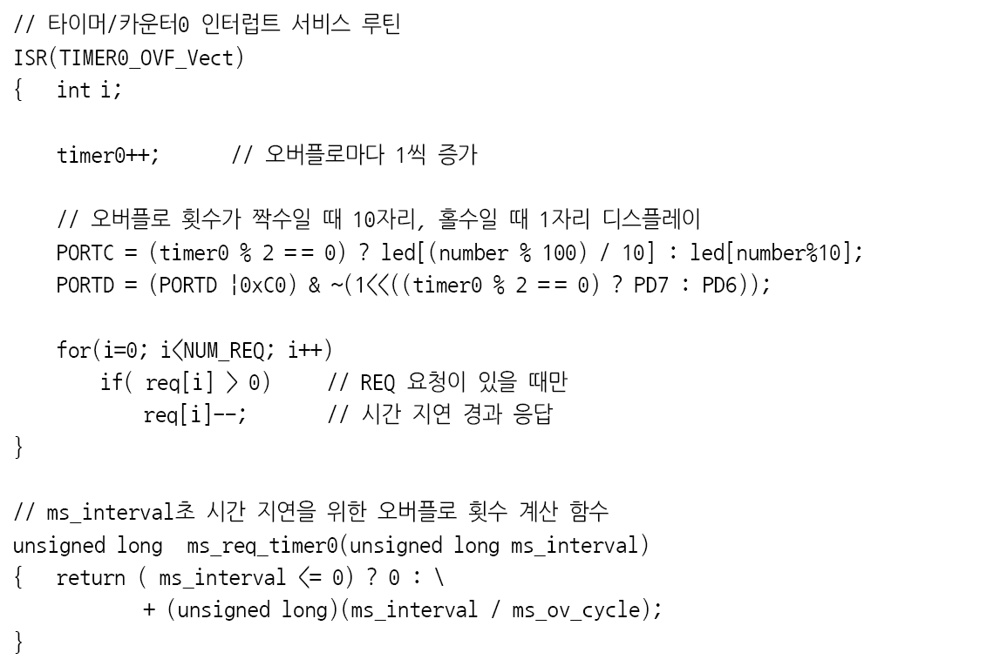 // 타이머/카운터0 인터럽트 서비스 루틴
ISR(TIMER0_OVF_Vect)
{   int i;
timer0++;      // 오버플로마다 1씩 증가
// 오버플로 횟수가 짝수일 때 10자리, 홀수일 때 1자리 디스플레이
PORTC = (timer0 % 2 == 0) ? led[(number % 100) / 10] : led[number%10];
PORTD = (PORTD |0xC0) & ~(1<<((timer0 % 2 == 0) ? PD7 : PD6));
for(i=0; i<NUM_REQ; i++)
if( req[i] > 0)     // REQ 요청이 있을 때만
req[i]--;       // 시간 지연 경과 응답
}
// ms_interval초 시간 지연을 위한 오버플로 횟수 계산 함수
unsigned long  ms_req_timer0(unsigned long ms_interval)
{   return ( ms_interval <= 0) ? 0 : \
+ (unsigned long)(ms_interval / ms_ov_cycle);
}